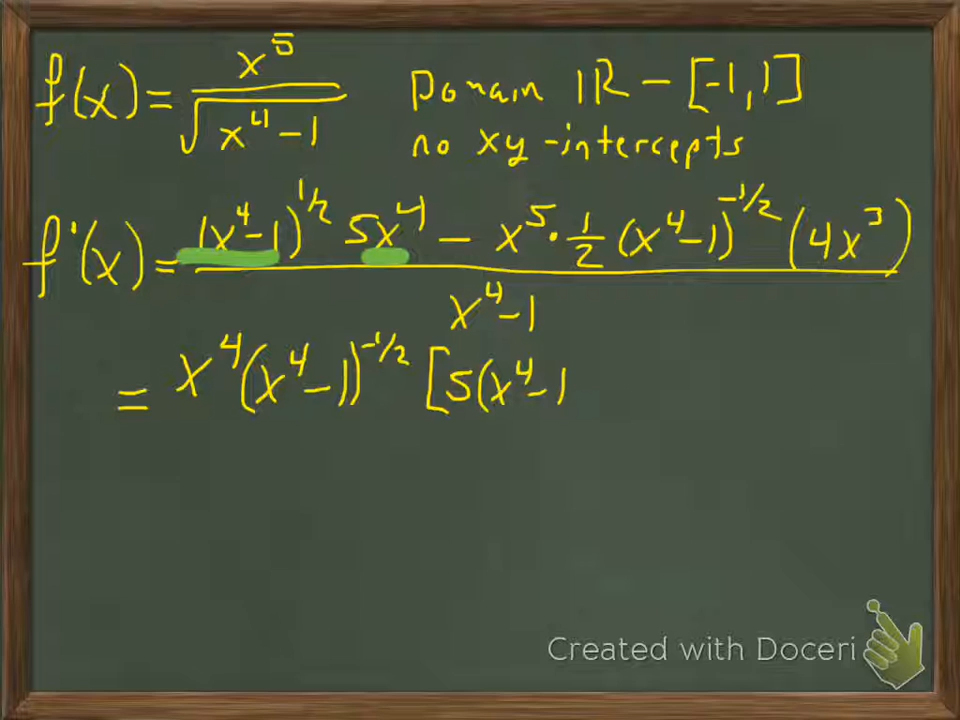 f(x) = x^5 / √(x^4 - 1) Domain ℝ - [-1, 1]
no xy-intercepts
f'(x) = ((x^4 - 1)^{1/2} 5x^4 - x^5 · 1/2 (x^4 - 1)^{-1/2} (4x^3)) / (x^4 - 1)
= x^4 (x^4 - 1)^{-1/2} [5(x^4 - 1
Created with Doceri